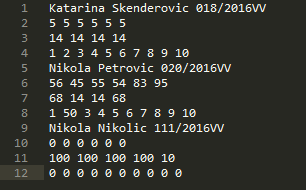 1 Katarina Skenderovic 018/2016VV
2 5 5 5 5 5 5
3 14 14 14 14
4 1 2 3 4 5 6 7 8 9 10
5 Nikola Petrovic 020/2016VV
6 56 45 55 54 83 95
7 68 14 14 68
8 1 50 3 4 5 6 7 8 9 10
9 Nikola Nikolic 111/2016VV
10 0 0 0 0 0 0
11 100 100 100 100 10
12 0 0 0 0 0 0 0 0 0 0